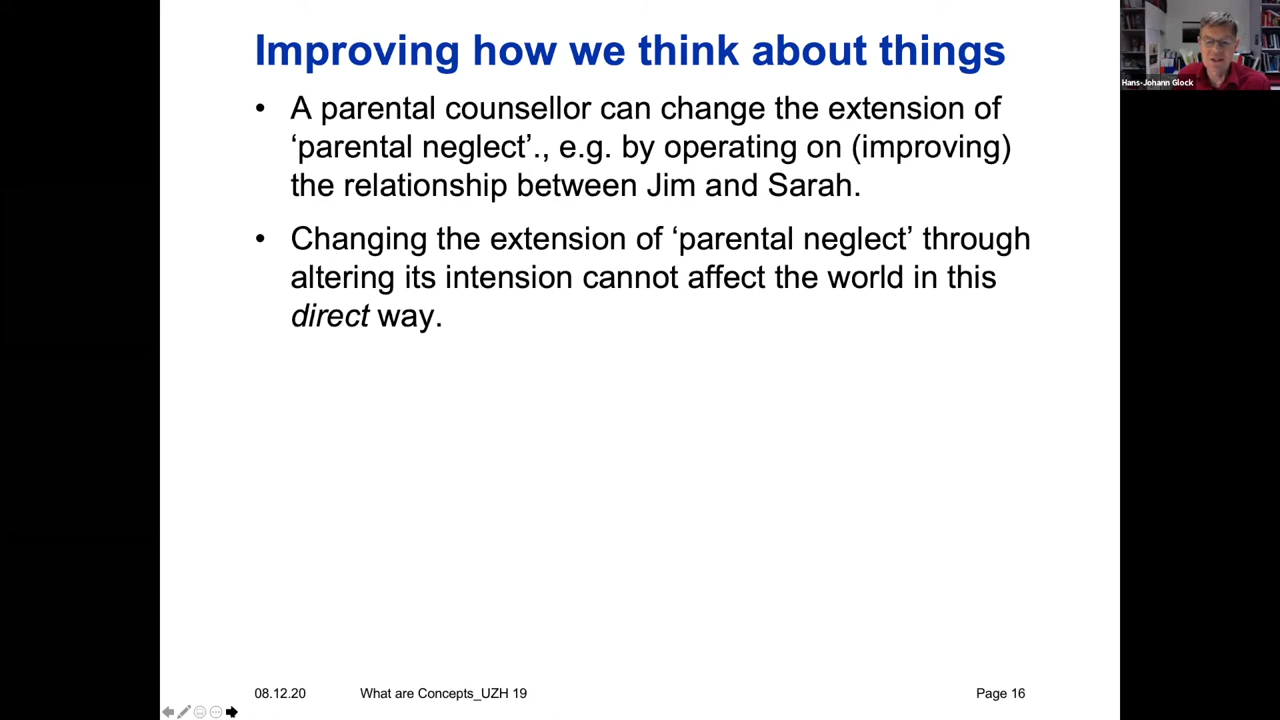 Improving how we think about things
• A parental counsellor can change the extension of
‘parental neglect’., e.g. by operating on (improving)
the relationship between Jim and Sarah.
• Changing the extension of ‘parental neglect’ through
altering its intension cannot affect the world in this
direct way.
Hans-Johann Glock
08.12.20 What are Concepts_UZH 19 Page 16